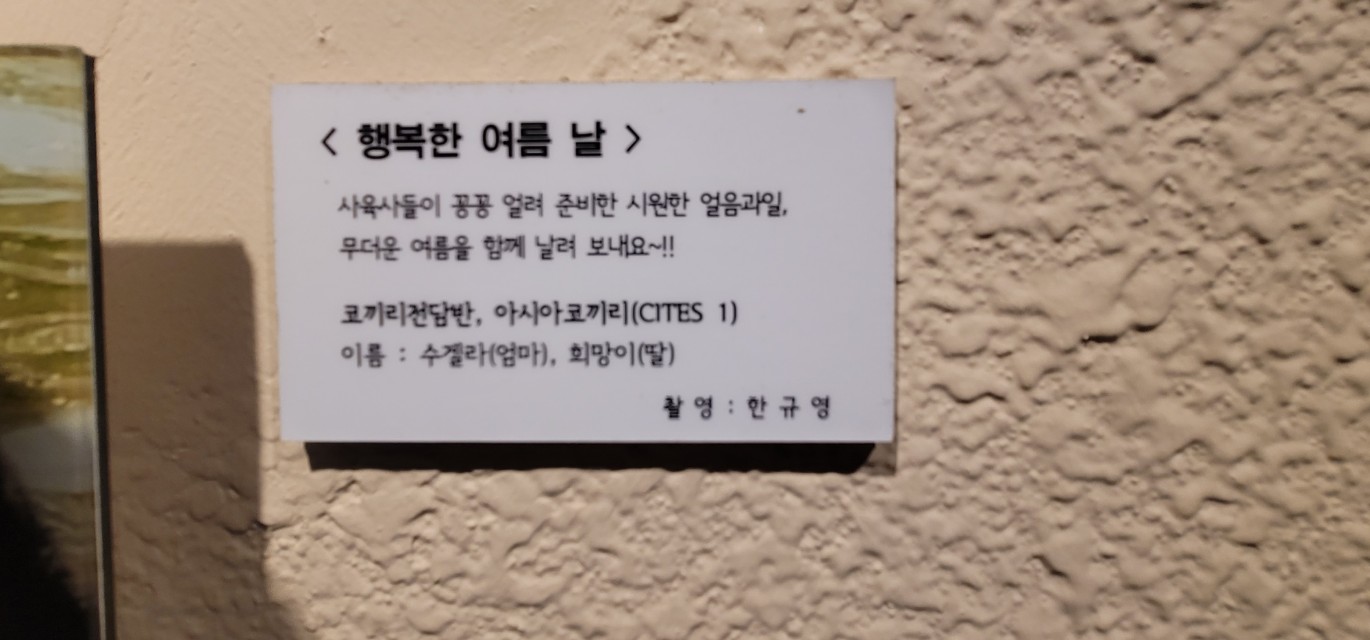 < 행복한 여름 날 >
사육사들이 꽁꽁 얼려 준비한 시원한 얼음과일,
무더운 여름을 함께 날려 보내요~!!
코끼리전담반, 아시아코끼리(CITES 1)
이름 : 수겔라(엄마), 희망이(딸)
촬 영 : 한 규 영